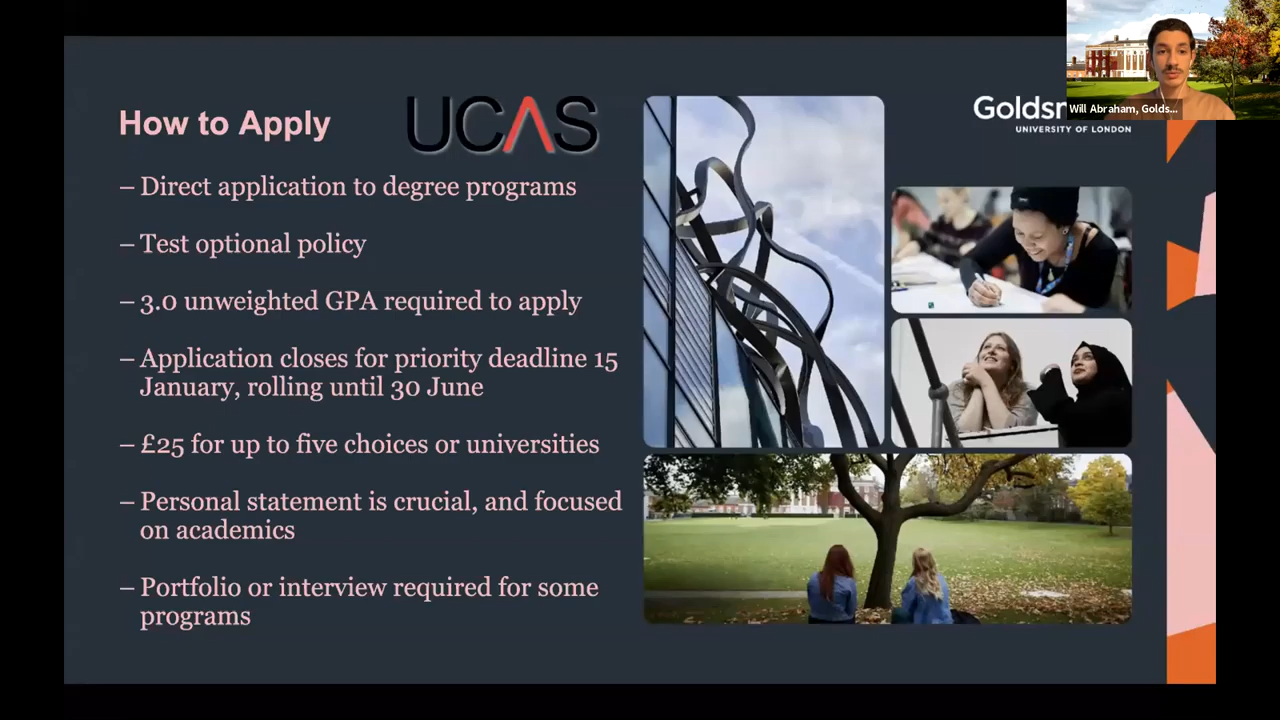 Will Abraham, Golds...
How to Apply
UCAS
UNIVERSITY OF LONDON
– Direct application to degree programs
– Test optional policy
– 3.0 unweighted GPA required to apply
– Application closes for priority deadline 15
January, rolling until 30 June
– £25 for up to five choices or universities
– Personal statement is crucial, and focused
on academics
– Portfolio or interview required for some
programs